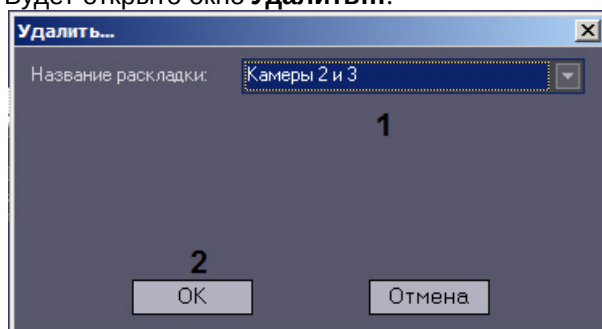 Будет открыто окно Удалить....
Удалить...
Название раскладки: Камеры 2 и 3
1
2
OK Отмена